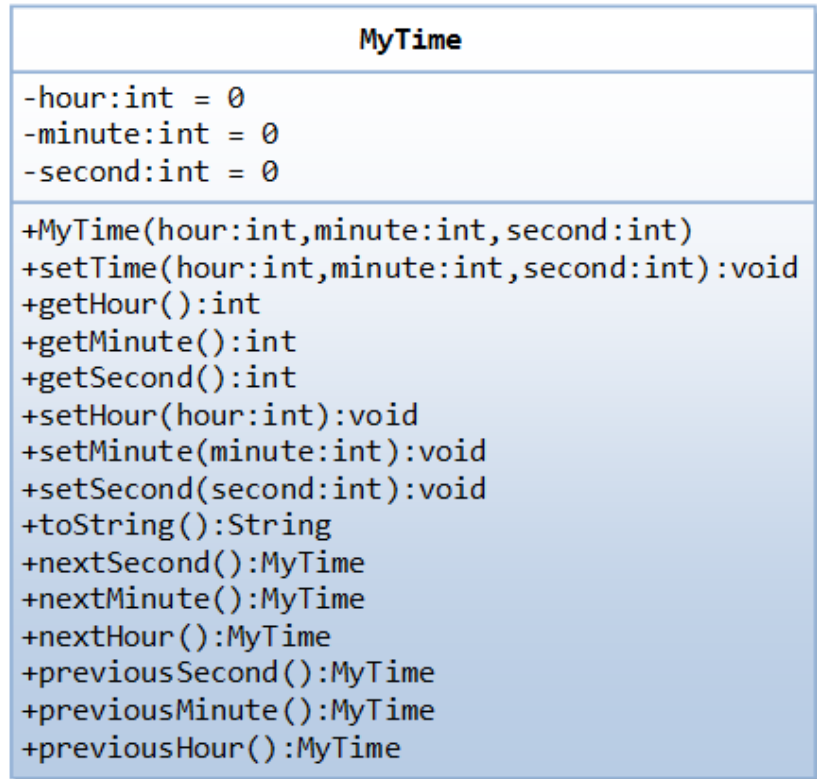 MyTime
-hour:int = 0
-minute:int = 0
-second:int = 0
+MyTime(hour:int,minute:int,second:int)
+setTime(hour:int,minute:int,second:int):void
+getHour():int
+getMinute():int
+getSecond():int
+setHour(hour:int):void
+setMinute(minute:int):void
+setSecond(second:int):void
+toString():String
+nextSecond():MyTime
+nextMinute():MyTime
+nextHour():MyTime
+previousSecond():MyTime
+previousMinute():MyTime
+previousHour():MyTime